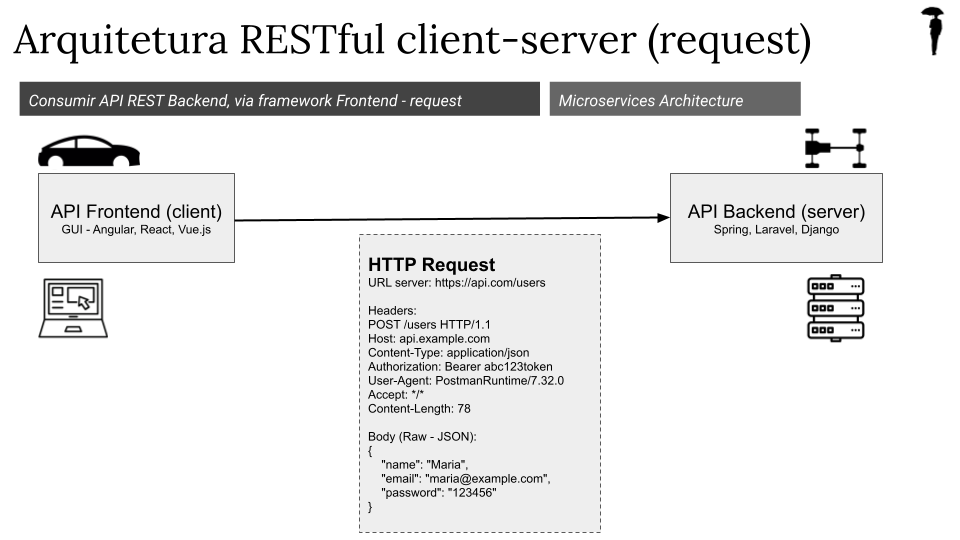 Arquitetura RESTful client-server (request)
Consumir API REST Backend, via framework Frontend - request
Microservices Architecture
API Frontend (client)
GUI - Angular, React, Vue.js
API Backend (server)
Spring, Laravel, Django
HTTP Request
URL server: https://api.com/users
Headers:
POST /users HTTP/1.1
Host: api.example.com
Content-Type: application/json
Authorization: Bearer abc123token
User-Agent: PostmanRuntime/7.32.0
Accept: */*
Content-Length: 78
Body (Raw - JSON):
{
"name": "Maria",
"email": "maria@example.com",
"password": "123456"
}